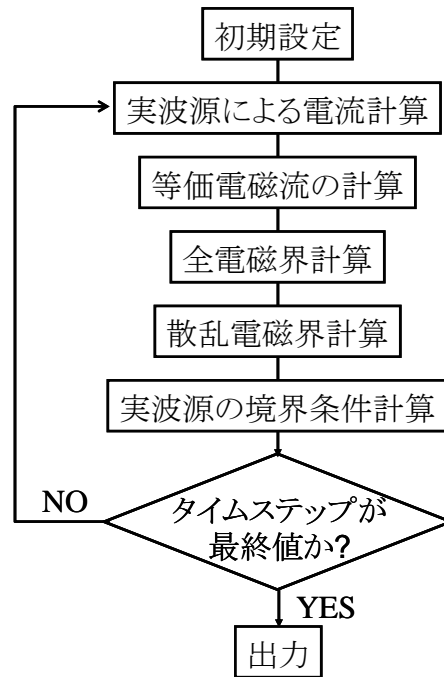 初期設定
実波源による電流計算
等価電磁流の計算
全電磁界計算
散乱電磁界計算
実波源の境界条件計算
NO
タイムステップが
最終値か?
YES
出力